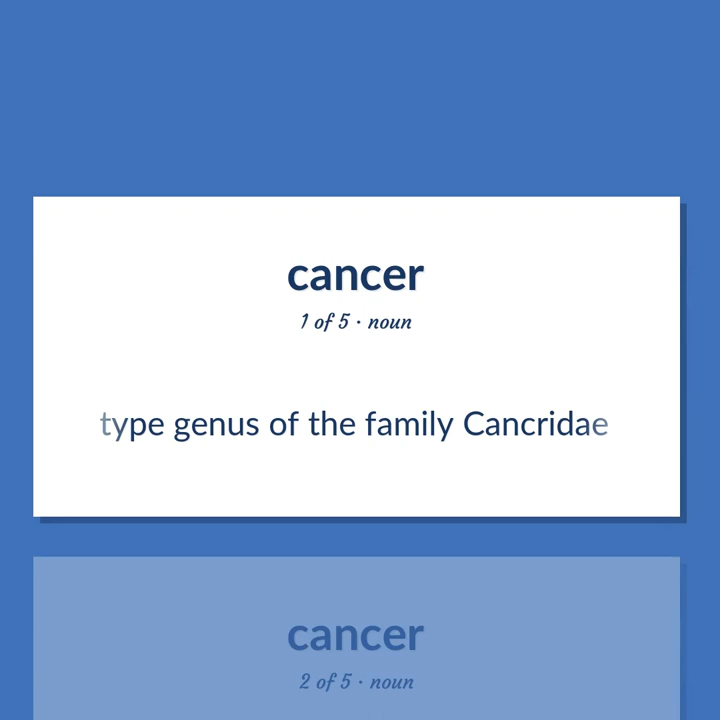 cancer
1 of 5 · noun
type genus of the family Cancridae
cancer
2 of 5 · noun